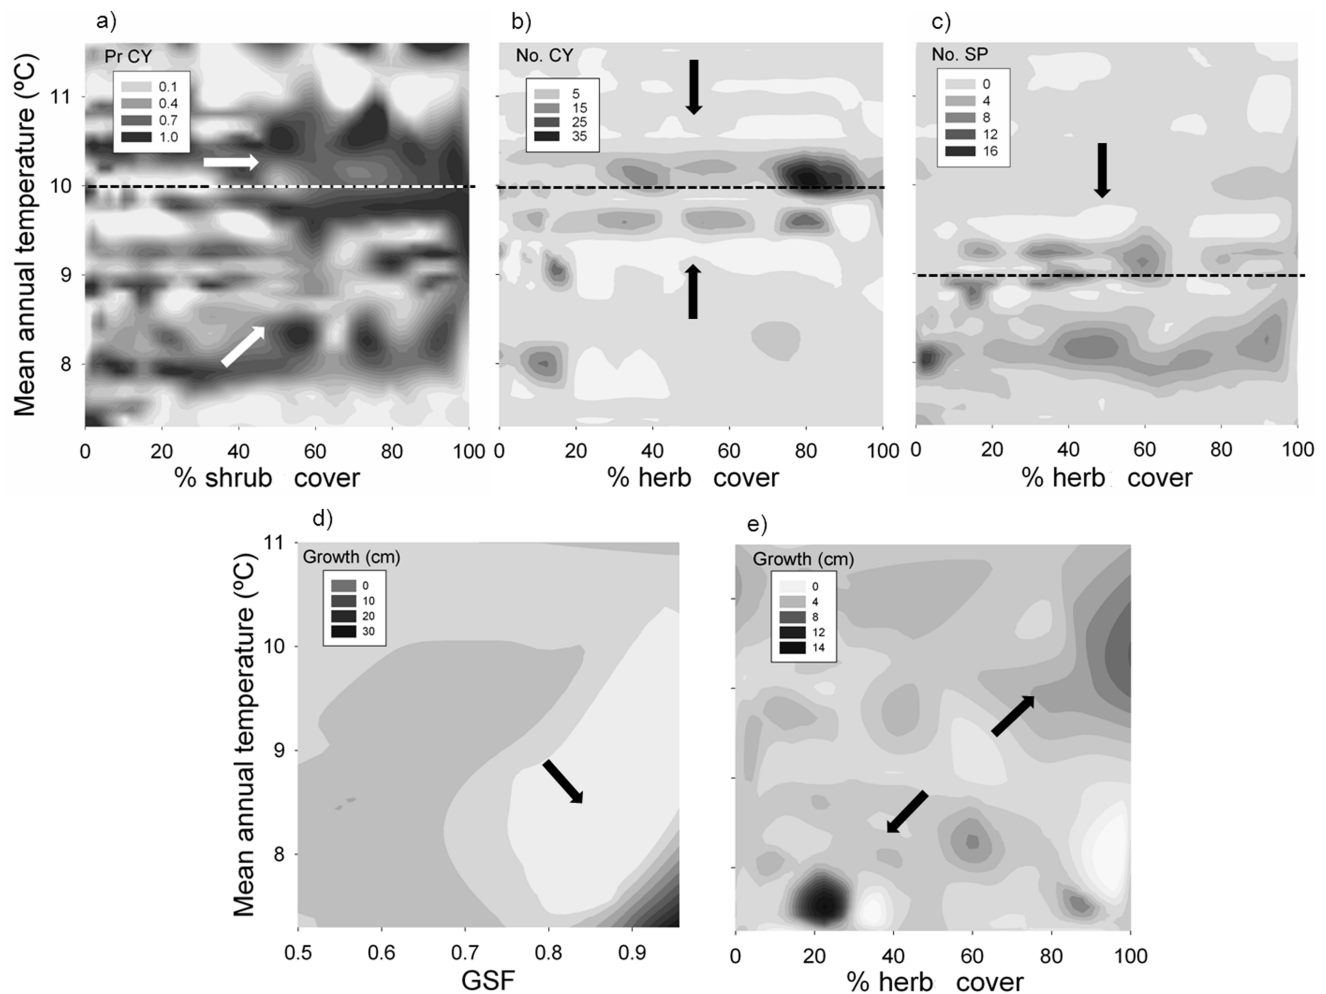 a)
b)
c)
Pr CY
0.1
0.4
0.7
1.0
No. CY
5
15
25
35
No. SP
0
4
8
12
16
Mean annual temperature (ºC)
11
10
9
8
0 20 40 60 80 100
% shrub cover
0 20 40 60 80 100
% herb cover
0 20 40 60 80 100
% herb cover
d)
e)
Growth (cm)
0
10
20
30
Growth (cm)
0
4
8
12
14
Mean annual temperature (ºC)
11
10
9
8
0.5 0.6 0.7 0.8 0.9
GSF
0 20 40 60 80 100
% herb cover